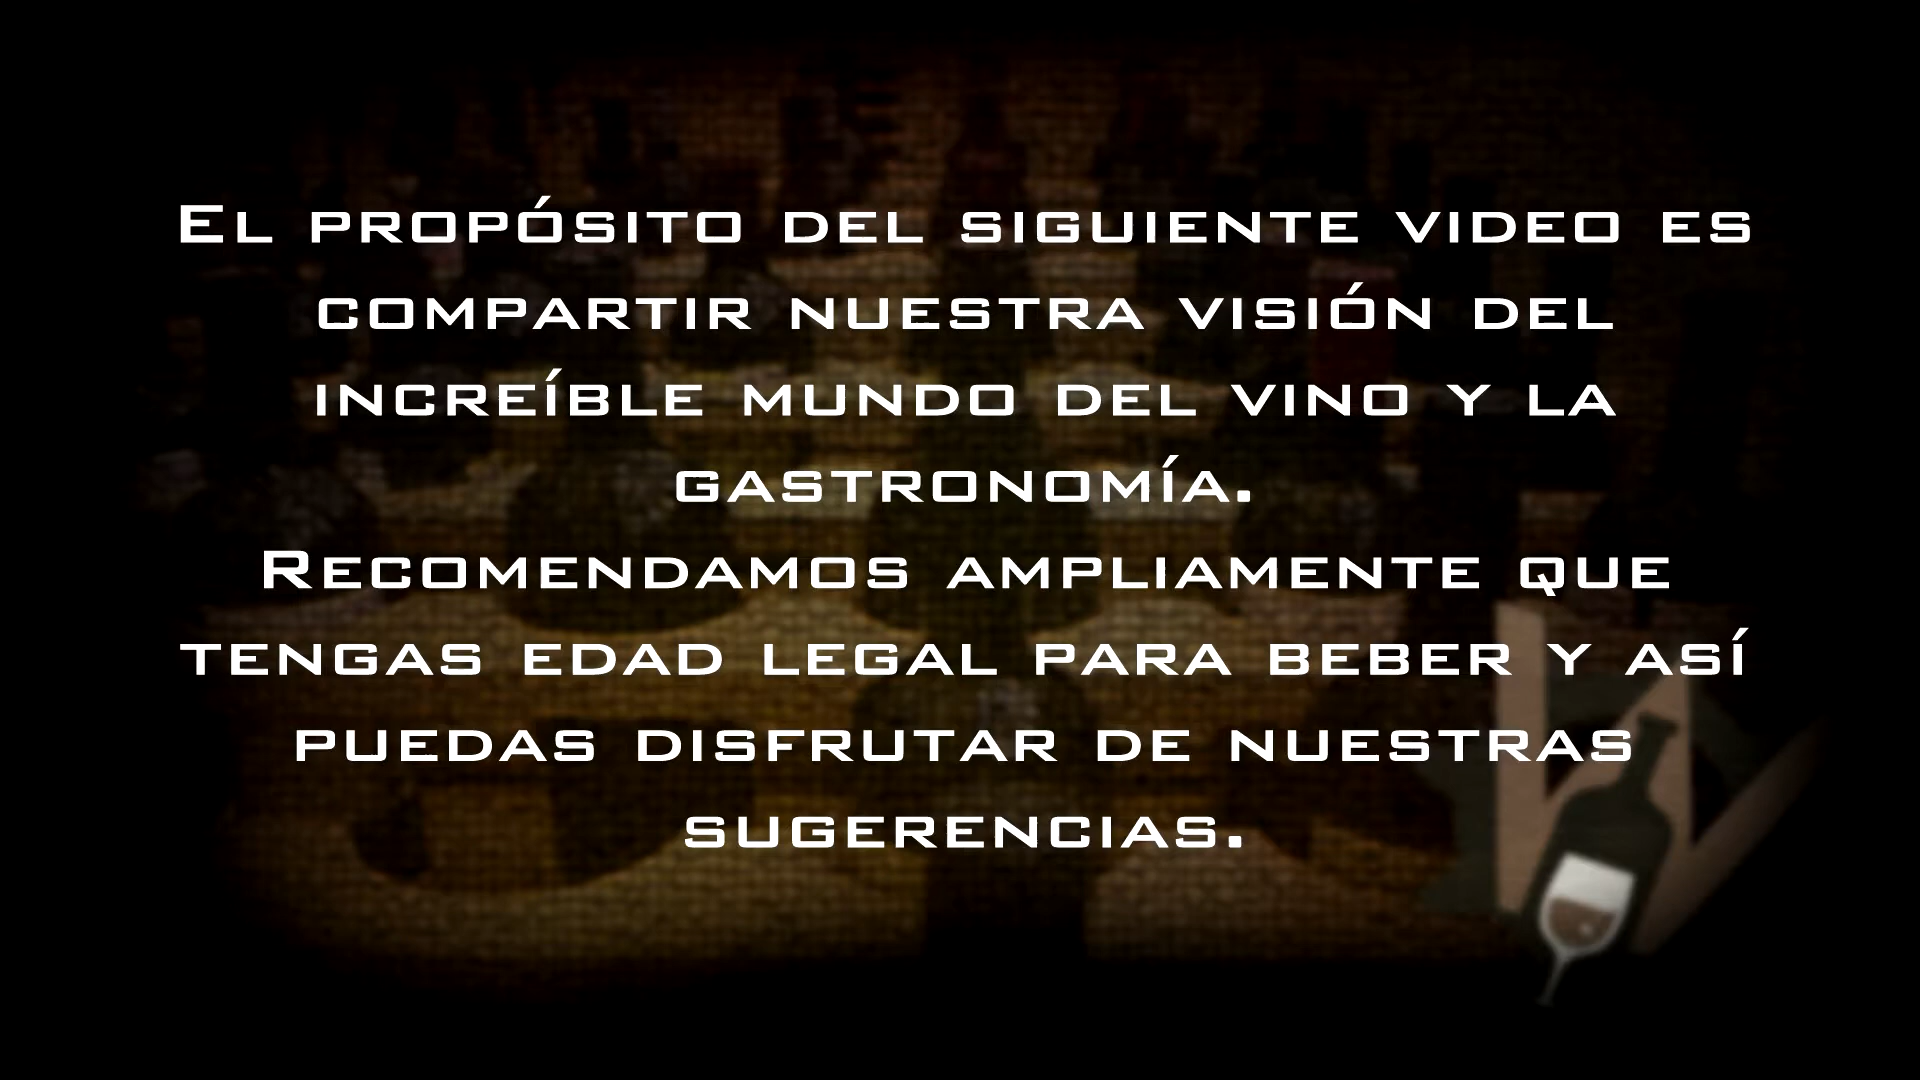 El propósito del siguiente video es
compartir nuestra visión del
increíble mundo del vino y la
gastronomía.
Recomendamos ampliamente que
tengas edad legal para beber y así
puedas disfrutar de nuestras
sugerencias.